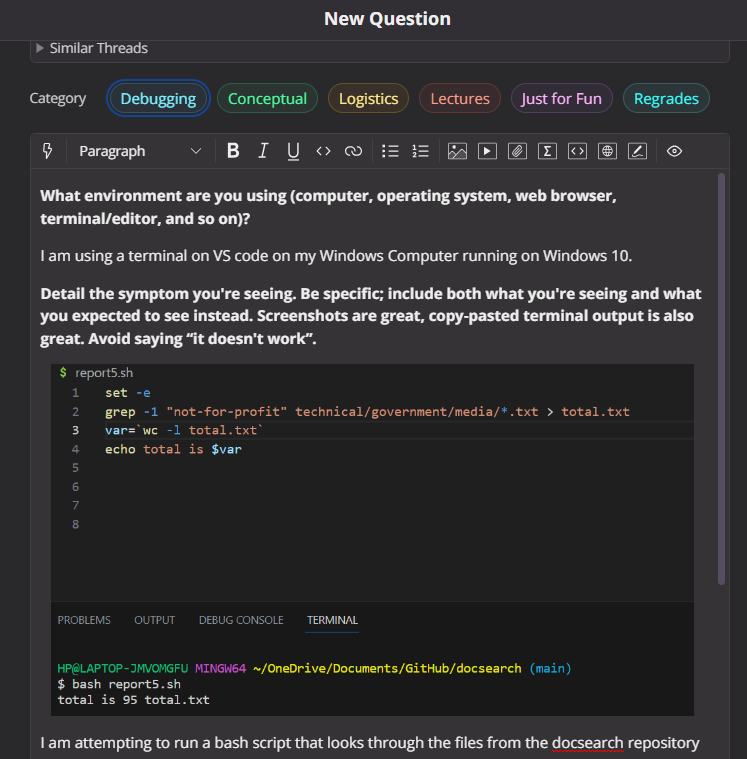 New Question
Similar Threads
Category Debugging Conceptual Logistics Lectures Just for Fun Regrades
Paragraph B I U
What environment are you using (computer, operating system, web browser,
terminal/editor, and so on)?
I am using a terminal on VS code on my Windows Computer running on Windows 10.
Detail the symptom you're seeing. Be specific; include both what you're seeing and what
you expected to see instead. Screenshots are great, copy-pasted terminal output is also
great. Avoid saying “it doesn't work”.
$ report5.sh
1 set -e
2 grep -1 "not-for-profit" technical/government/media/*.txt > total.txt
3 var=`wc -l total.txt`
4 echo total is $var
5
6
7
8
PROBLEMS OUTPUT DEBUG CONSOLE TERMINAL
HP@LAPTOP-JMVOMGFU MINGW64 ~/OneDrive/Documents/GitHub/docsearch (main)
$ bash report5.sh
total is 95 total.txt
I am attempting to run a bash script that looks through the files from the docsearch repository